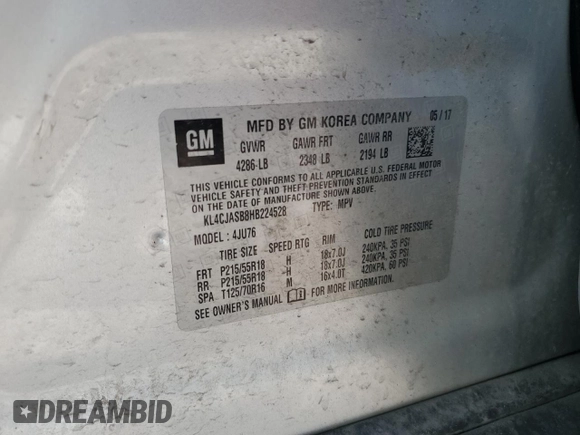 GM
MFD BY GM KOREA COMPANY 05 / 17
GVWR GAWR FRT GAWR RR
4286 LB 2348 LB 2194 LB
THIS VEHICLE CONFORMS TO ALL APPLICABLE U.S. FEDERAL MOTOR
VEHICLE SAFETY AND THEFT PREVENTION STANDARDS IN EFFECT
ON THE DATE OF MANUFACTURE SHOWN ABOVE.
KL4CJASB8HB224528 TYPE: MPV
MODEL: 4JU76
TIRE SIZE SPEED RTG RIM COLD TIRE PRESSURE
FRT P215/55R18 H 18x7.0J 240KPA, 35 PSI
RR P215/55R18 H 18x7.0J 240KPA, 35 PSI
SPA T125/70R16 M 16x4.0T 420KPA, 60 PSI
SEE OWNER'S MANUAL FOR MORE INFORMATION.
DREAMBID